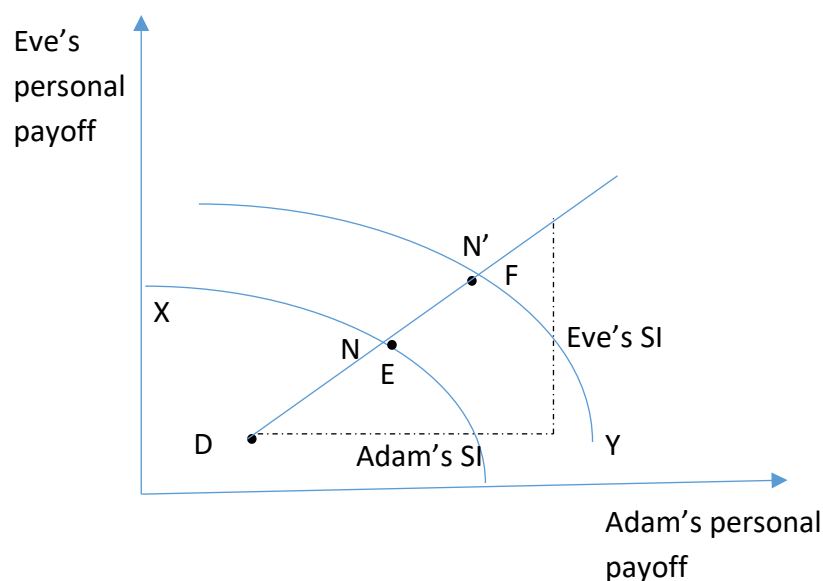 Eve’s
personal
payoff
N’
F
X
Eve’s SI
N
E
D
Adam’s SI
Y
Adam’s personal
payoff